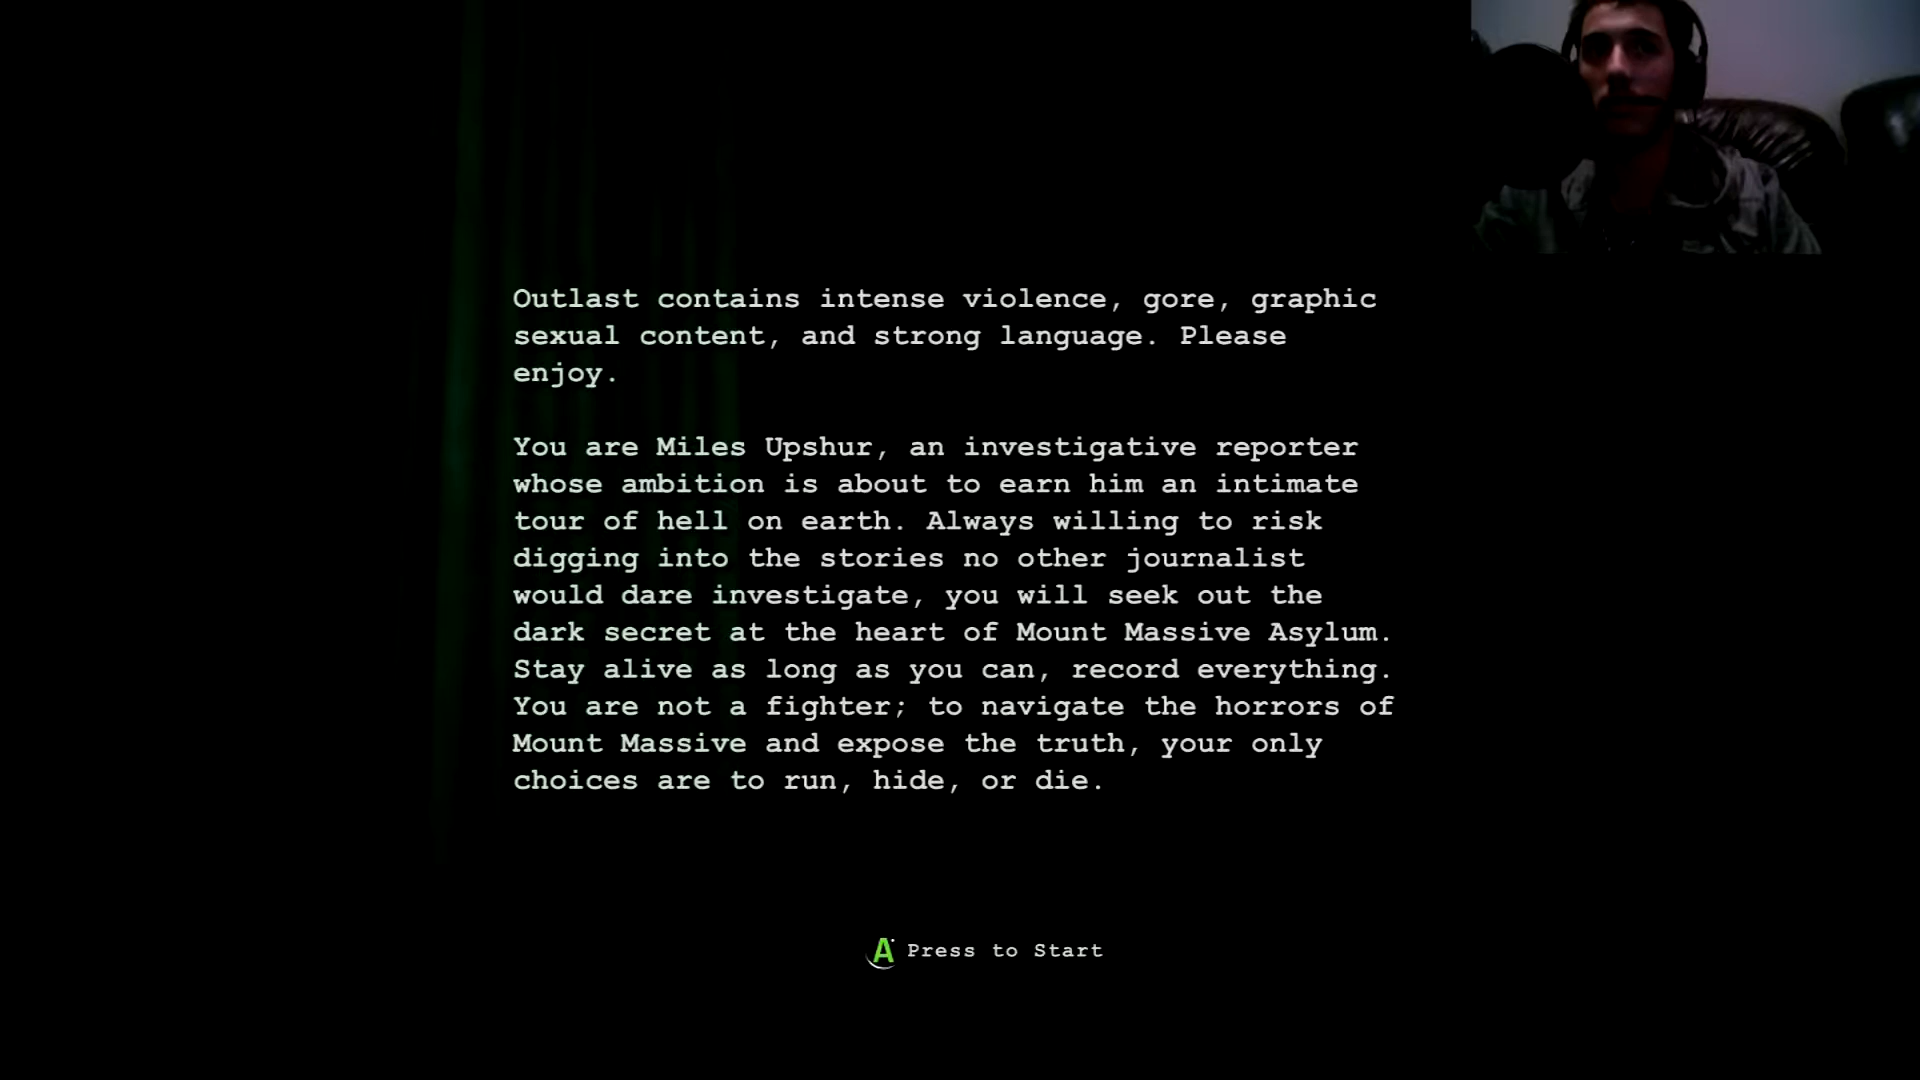 Outlast contains intense violence, gore, graphic
sexual content, and strong language. Please
enjoy.
You are Miles Upshur, an investigative reporter
whose ambition is about to earn him an intimate
tour of hell on earth. Always willing to risk
digging into the stories no other journalist
would dare investigate, you will seek out the
dark secret at the heart of Mount Massive Asylum.
Stay alive as long as you can, record everything.
You are not a fighter; to navigate the horrors of
Mount Massive and expose the truth, your only
choices are to run, hide, or die.
A Press to Start